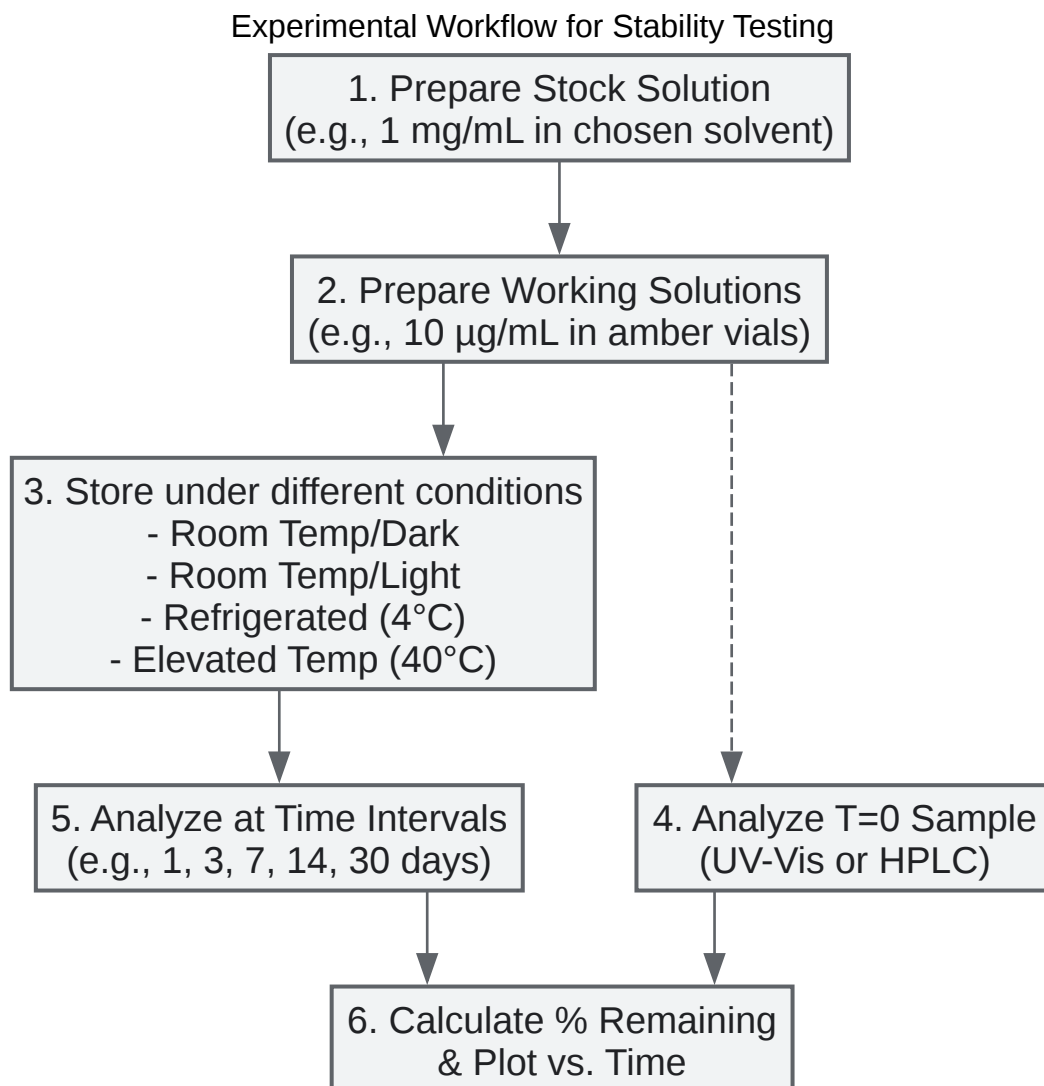 Experimental Workflow for Stability Testing
1. Prepare Stock Solution
(e.g., 1 mg/mL in chosen solvent)
2. Prepare Working Solutions
(e.g., 10 µg/mL in amber vials)
3. Store under different conditions
- Room Temp/Dark
- Room Temp/Light
- Refrigerated (4°C)
- Elevated Temp (40°C)
5. Analyze at Time Intervals
(e.g., 1, 3, 7, 14, 30 days)
4. Analyze T=0 Sample
(UV-Vis or HPLC)
6. Calculate % Remaining
& Plot vs. Time